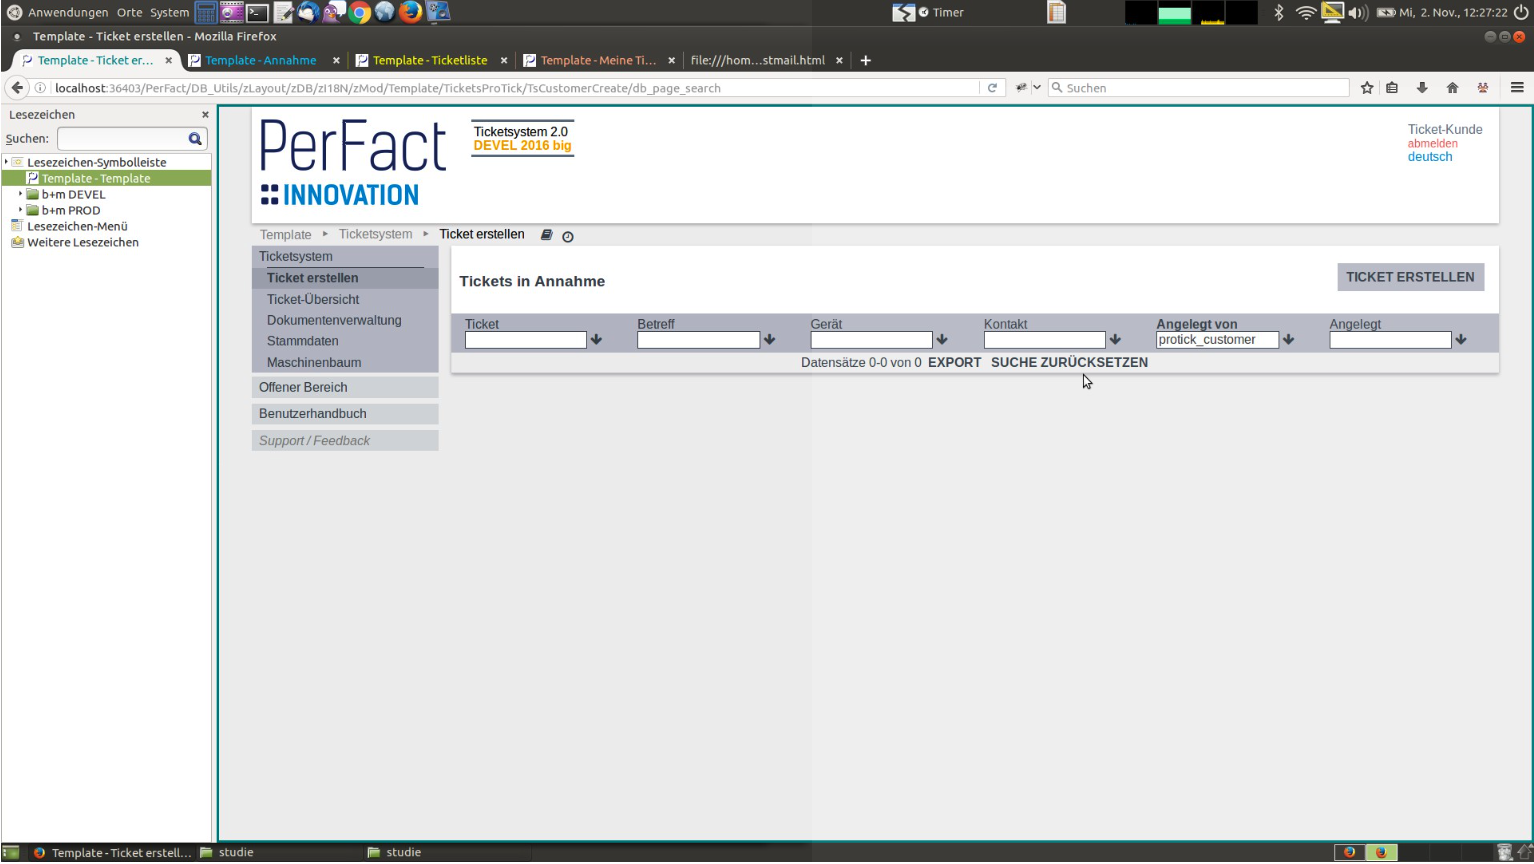 Anwendungen Orte System
Timer
Mi, 2. Nov., 12:27:22
Template - Ticket erstellen - Mozilla Firefox
Template - Ticket er...
Template - Annahme
Template - Ticketliste
Template - Meine Ti...
file:///hom...stmail.html
localhost:36403/PerFact/DB_Utils/zLayout/zDB/zI18N/zMod/Template/TicketsProTick/TsCustomerCreate/db_page_search
Suchen
Lesezeichen
Suchen:
Lesezeichen-Symbolleiste
Template - Template
b+m DEVEL
b+m PROD
Lesezeichen-Menü
Weitere Lesezeichen
PerFact
INNOVATION
Ticketsystem 2.0
DEVEL 2016 big
Ticket-Kunde
abmelden
deutsch
Template Ticketsystem Ticket erstellen
Ticketsystem
Ticket erstellen
Ticket-Übersicht
Dokumentenverwaltung
Stammdaten
Maschinenbaum
Offener Bereich
Benutzerhandbuch
Support / Feedback
Tickets in Annahme
TICKET ERSTELLEN
Ticket Betreff Gerät Kontakt Angelegt von Angelegt
protick_customer
Datensätze 0-0 von 0 EXPORT SUCHE ZURÜCKSETZEN
Template - Ticket erstell...
studie
studie